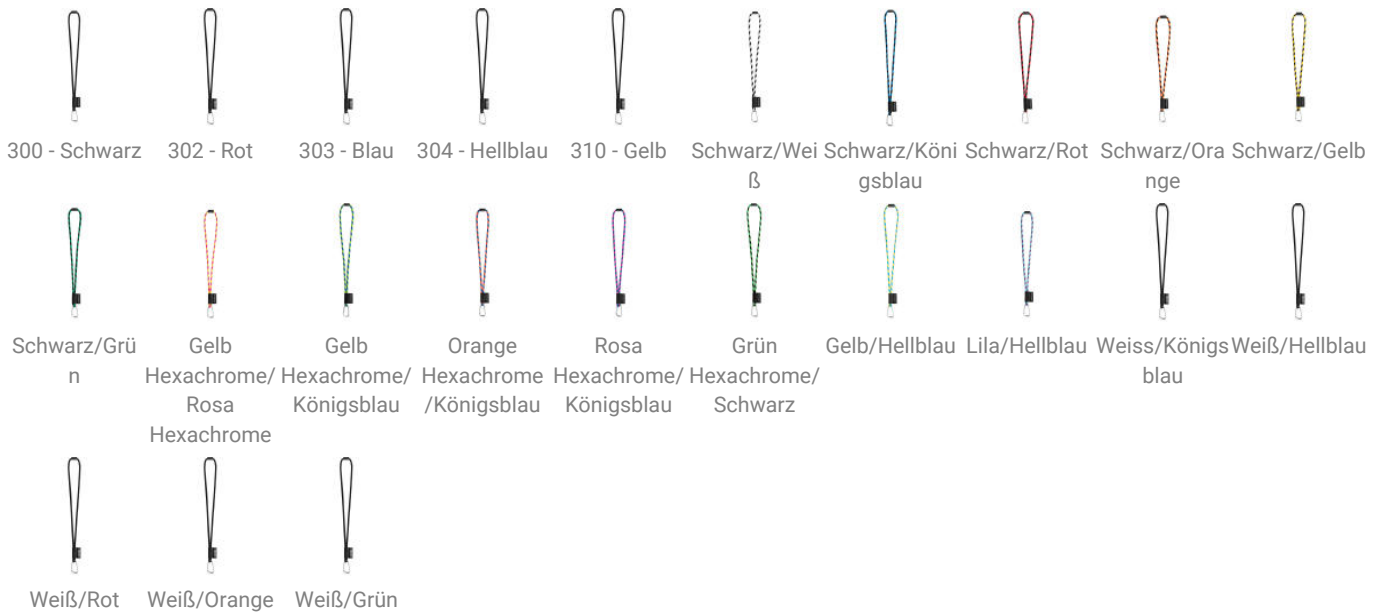 300 - Schwarz 302 - Rot 303 - Blau 304 - Hellblau 310 - Gelb Schwarz/Wei Schwarz/Köni Schwarz/Rot Schwarz/Ora Schwarz/Gelb
ß gsblau nge
Schwarz/Grü Gelb Gelb Orange Rosa Grün Gelb/Hellblau Lila/Hellblau Weiss/Königs Weiß/Hellblau
n Hexachrome/ Hexachrome/ Hexachrome Hexachrome/ Hexachrome/ blau
Rosa Königsblau /Königsblau Königsblau Schwarz
Hexachrome
Weiß/Rot Weiß/Orange Weiß/Grün